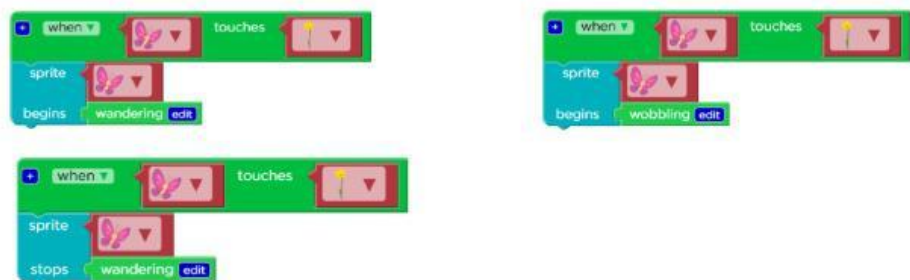 when touches
sprite
begins wandering edit
when touches
sprite
begins wobbling edit
when touches
sprite
stops wandering edit